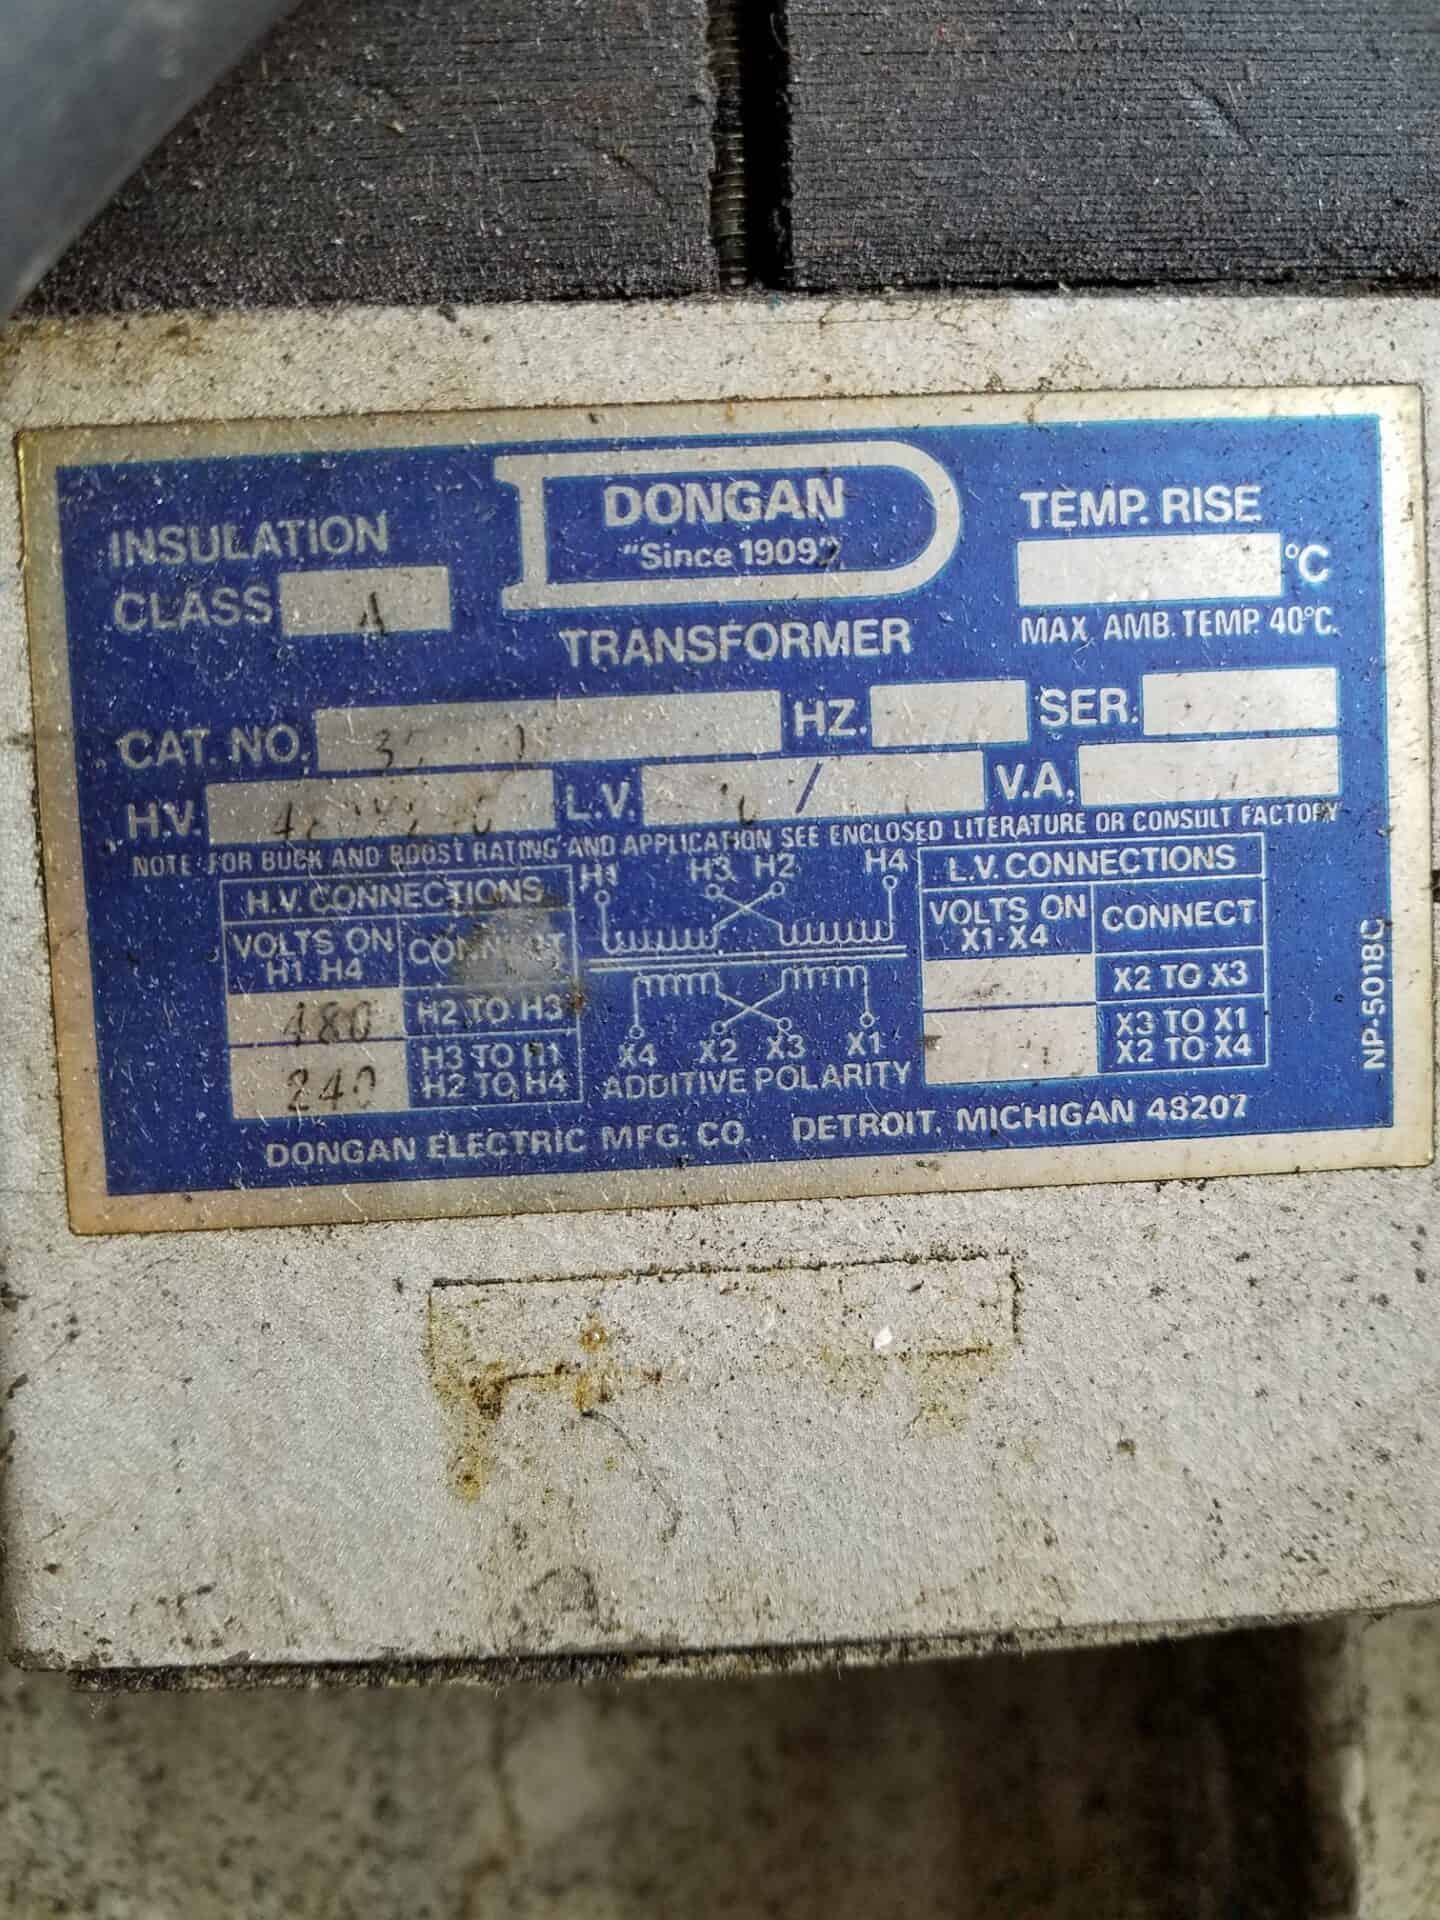 DONGAN
"Since 1909"
TRANSFORMER
INSULATION
CLASS A
TEMP. RISE
°C
MAX. AMB. TEMP. 40°C.
CAT. NO. HZ. SER.
H.V. L.V. / V.A.
NOTE FOR BUCK AND BOOST RATING AND APPLICATION SEE ENCLOSED LITERATURE OR CONSULT FACTORY
H.V. CONNECTIONS
VOLTS ON
H1 H4
CONNECT
480 H2 TO H3
240 H3 TO H1
H2 TO H4
H1 H3 H2 H4
X4 X2 X3 X1
ADDITIVE POLARITY
L.V. CONNECTIONS
VOLTS ON
X1-X4
CONNECT
X2 TO X3
X3 TO X1
X2 TO X4
DONGAN ELECTRIC MFG. CO. DETROIT, MICHIGAN 48207
NP-5018C